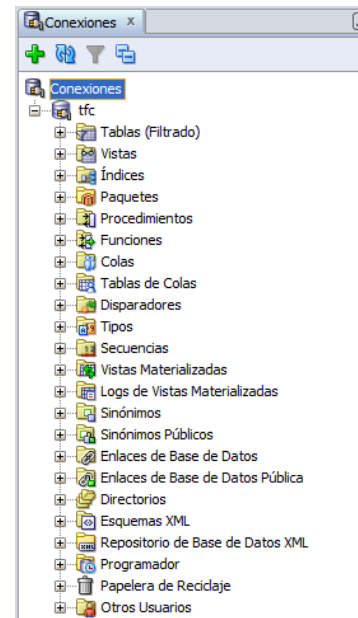 Conexiones
Conexiones
tfc
Tablas (Filtrado)
Vistas
Índices
Paquetes
Procedimientos
Funciones
Colas
Tablas de Colas
Disparadores
Tipos
Secuencias
Vistas Materializadas
Logs de Vistas Materializadas
Sinónimos
Sinónimos Públicos
Enlaces de Base de Datos
Enlaces de Base de Datos Pública
Directorios
Esquemas XML
Repositorio de Base de Datos XML
Programador
Papelera de Reciclaje
Otros Usuarios